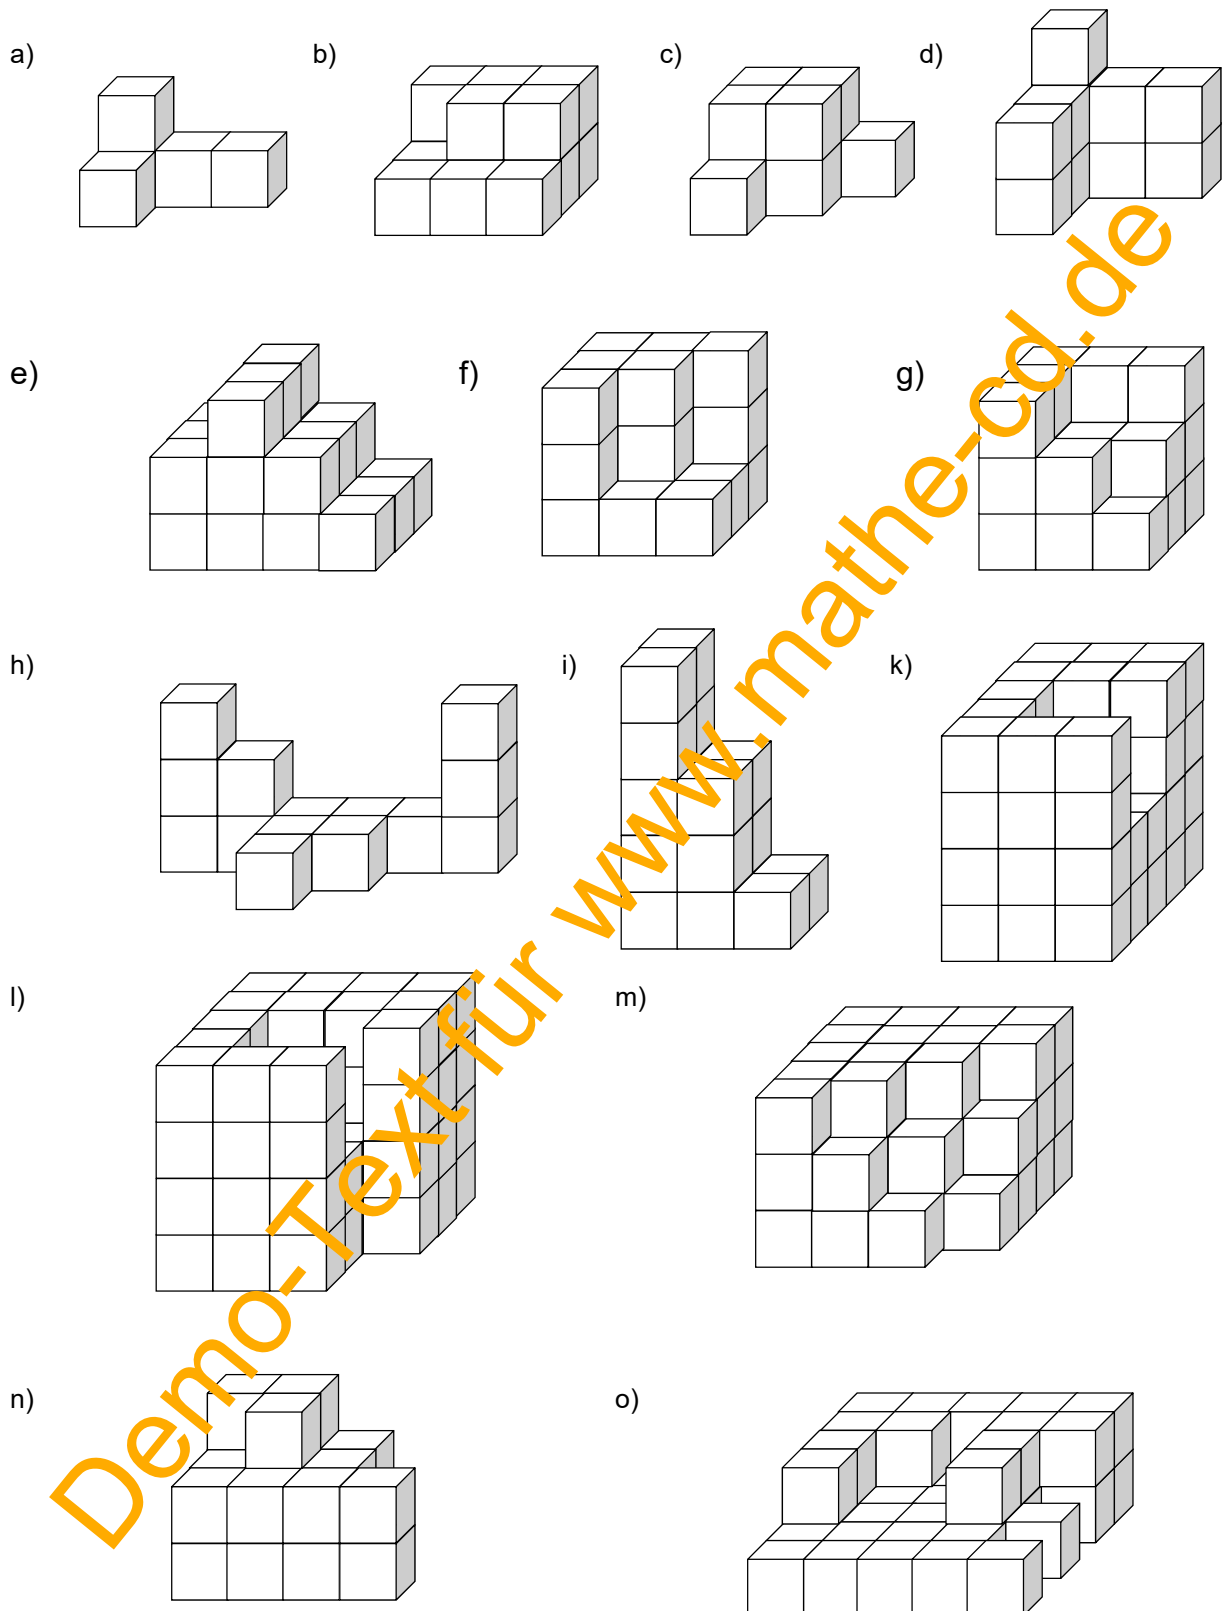 a)
b)
c)
d)
e)
f)
g)
h)
i)
k)
l)
m)
n)
o)
Demo-Text für www.mathe-cd.de